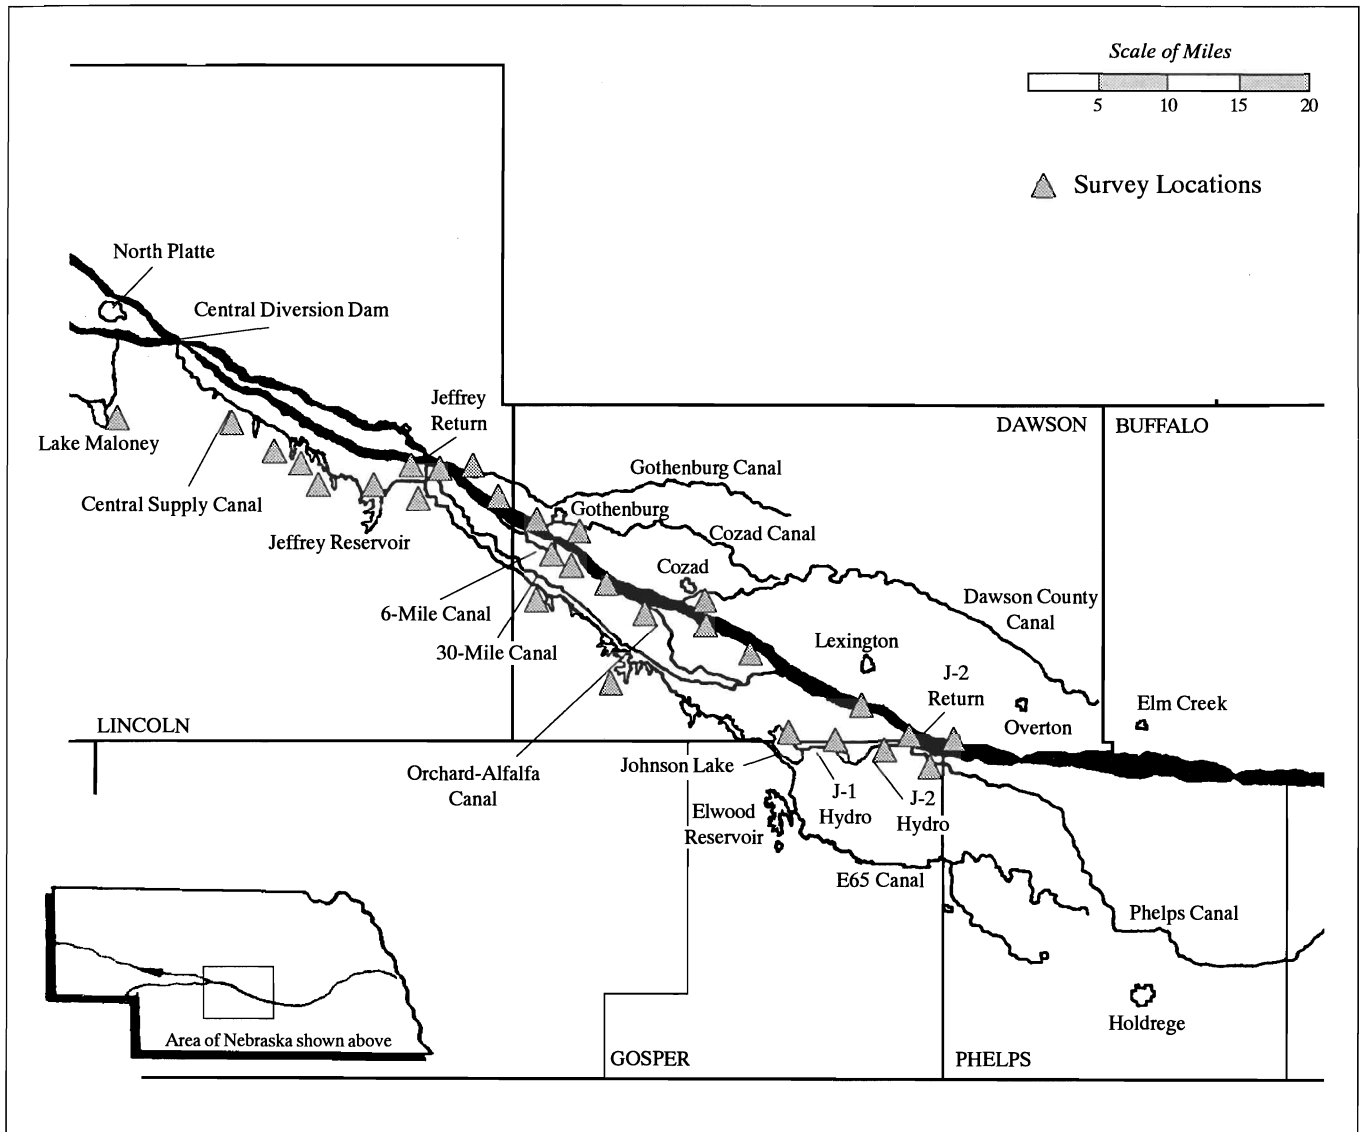 Scale of Miles
5 10 15 20
Survey Locations
North Platte
Central Diversion Dam
Jeffrey
Return
Lake Maloney
DAWSON
BUFFALO
Gothenburg Canal
Central Supply Canal
Gothenburg
Cozad Canal
Jeffrey Reservoir
Cozad
6-Mile Canal
Dawson County
Canal
30-Mile Canal
Lexington
J-2
Return
Elm Creek
Overton
LINCOLN
Orchard-Alfalfa
Canal
Johnson Lake
J-1
Hydro
J-2
Hydro
Elwood
Reservoir
E65 Canal
Phelps Canal
Holdrege
Area of Nebraska shown above
GOSPER
PHELPS